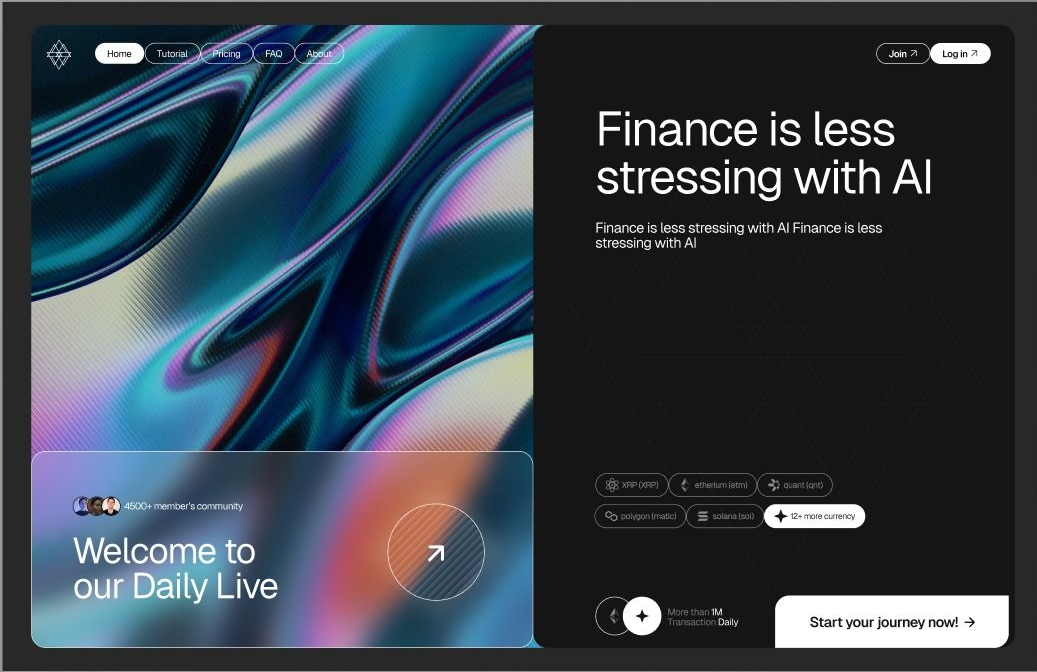 Home
Tutorial
Pricing
FAQ
About
Join
Log in
Finance is less
stressing with AI
Finance is less stressing with AI Finance is less
stressing with AI
XRP (XRP)
etherium (etm)
quant (qnt)
polygon (matic)
solana (sol)
12+ more currency
4500+ member's community
Welcome to
our Daily Live
More than 1M
Transaction Daily
Start your journey now! →